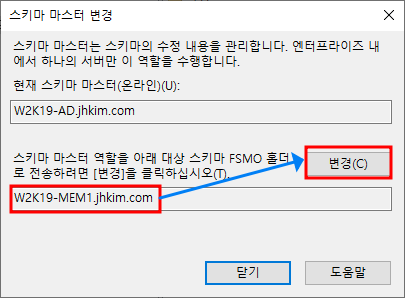 스키마 마스터 변경
스키마 마스터는 스키마의 수정 내용을 관리합니다. 엔터프라이즈 내
에서 하나의 서버만 이 역할을 수행합니다.
현재 스키마 마스터(온라인)(U):
W2K19-AD.jhkim.com
스키마 마스터 역할을 아래 대상 스키마 FSMO 홀더
로 전송하려면 [변경]을 클릭하십시오(T).
변경(C)
W2K19-MEM1.jhkim.com
닫기
도움말